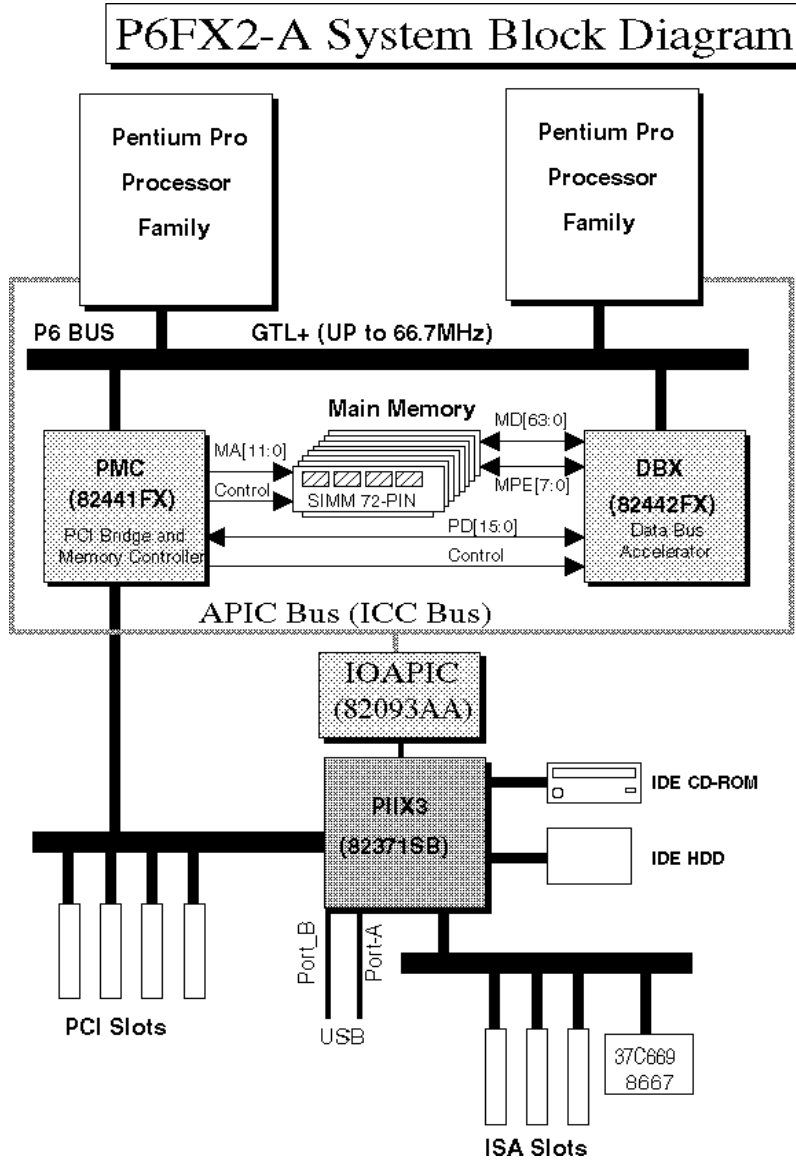 P6FX2-A System Block Diagram
Pentium Pro
Processor
Family
Pentium Pro
Processor
Family
P6 BUS
GTL+ (UP to 66.7MHz)
Main Memory
MD[63:0]
MA[11:0]
PMC
(82441FX)
PCI Bridge and
Memory Controller
Control
SIMM 72-PIN
MPE[7:0]
DBX
(82442FX)
Data Bus
Accelerator
PD[15:0]
Control
APIC Bus (ICC Bus)
IOAPIC
(82093AA)
PIIX3
(82371SB)
IDE CD-ROM
IDE HDD
Port_B
Port-A
USB
PCI Slots
37C669
8667
ISA Slots